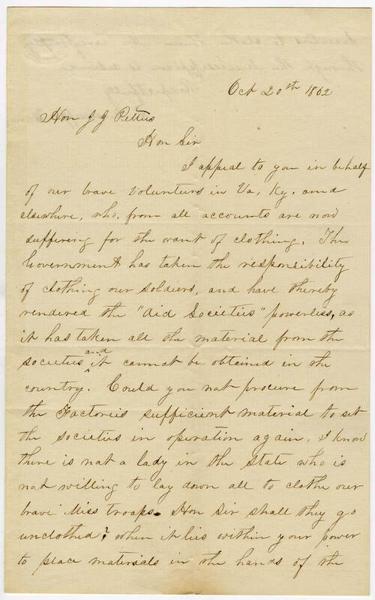 Oct 20th 1862
Hon J J Pettus
Hon Sir
I appeal to you in behalf
of our brave volunteers in Va, Ky. and
elsewhere, who, from all accounts are now
suffering for the want of clothing. The
Government has taken the responsibility
of clothing our soldiers, and have thereby
rendered the "Aid Societies" powerless, as
it has taken all the material from the
societies and it cannot be obtained in the
country. Could you not procure from
the Factories sufficient material to set
the societies in operation again, I know
there is not a lady in the State who is
not willing to lay down all to clothe our
brave Miss troops. Hon Sir shall they go
unclothed? when it lies within your power
to place materials in the hands of the